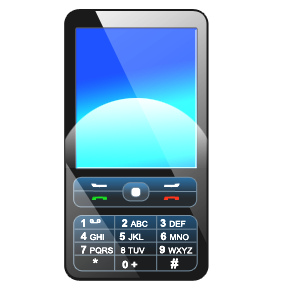 1 2 ABC 3 DEF
4 GHI 5 JKL 6 MNO
7 PQRS 8 TUV 9 WXYZ
* 0 + #